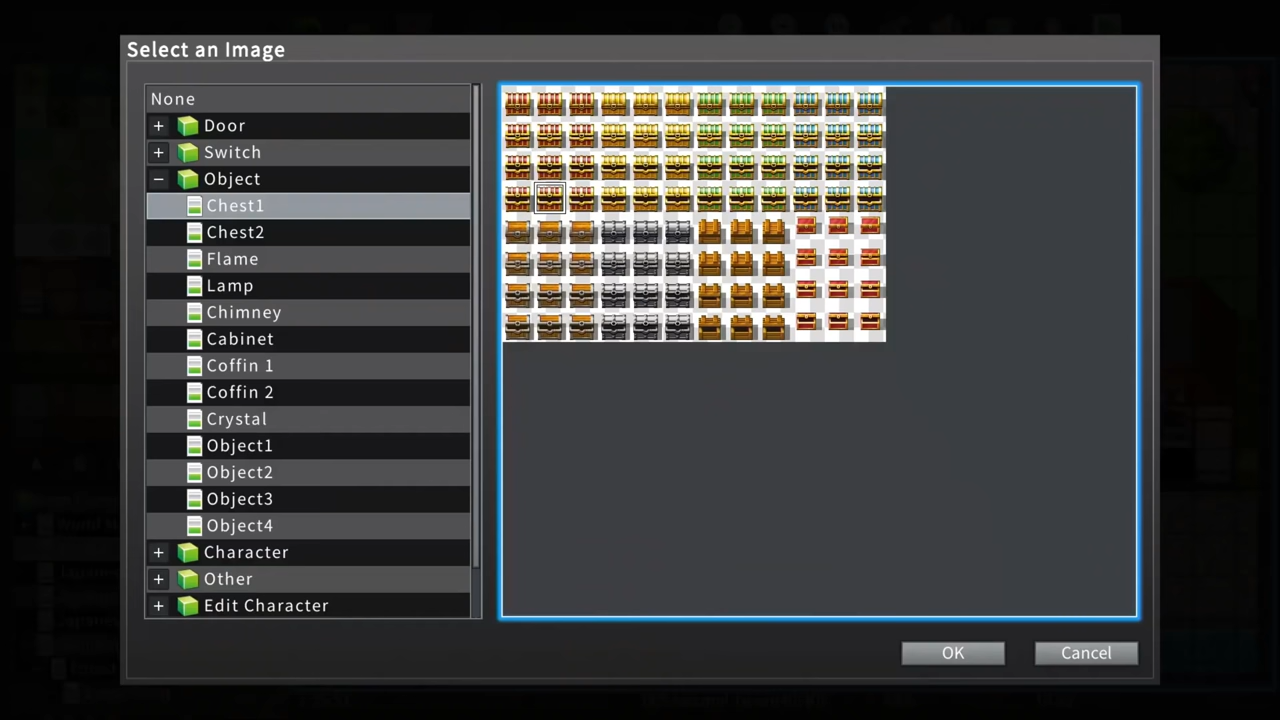 Select an Image
None
Door
Switch
Object
Chest1
Chest2
Flame
Lamp
Chimney
Cabinet
Coffin 1
Coffin 2
Crystal
Object1
Object2
Object3
Object4
Character
Other
Edit Character
OK
Cancel